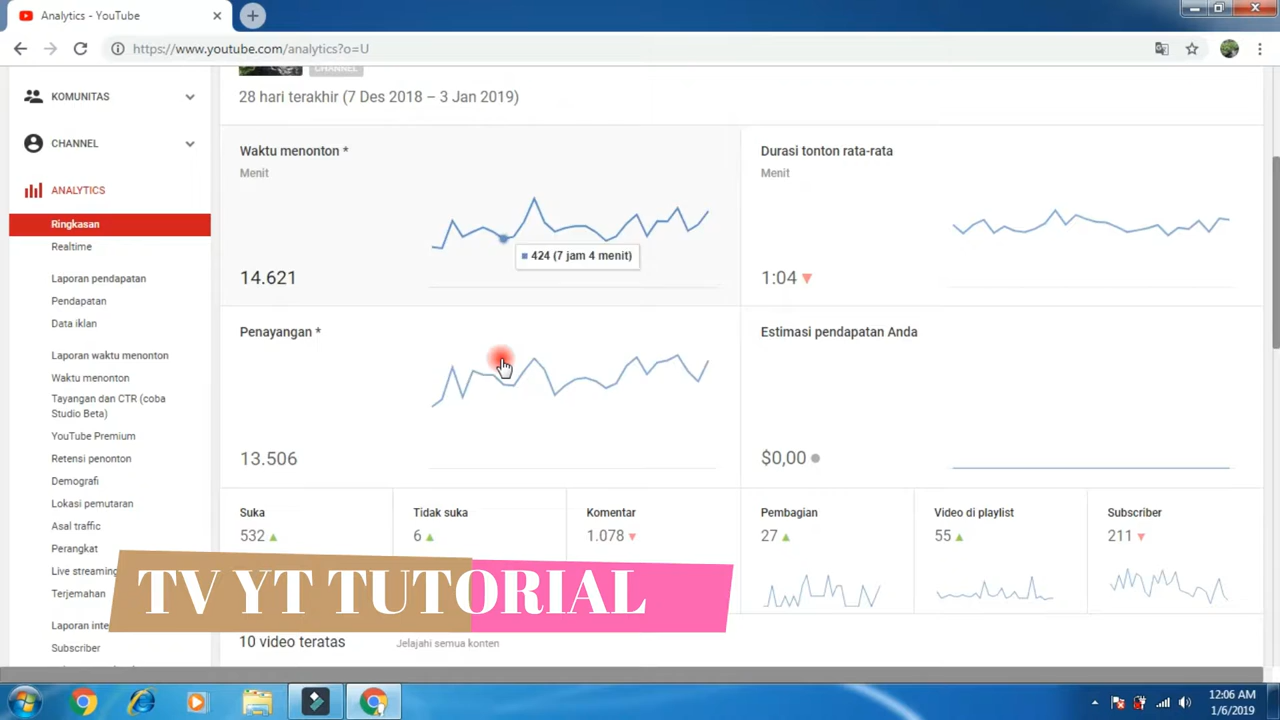 Analytics - YouTube
https://www.youtube.com/analytics?o=U
CHANNEL
28 hari terakhir (7 Des 2018 – 3 Jan 2019)
KOMUNITAS
CHANNEL
ANALYTICS
Ringkasan
Realtime
Laporan pendapatan
Pendapatan
Data iklan
Laporan waktu menonton
Waktu menonton
Tayangan dan CTR (coba
Studio Beta)
YouTube Premium
Retensi penonton
Demografi
Lokasi pemutaran
Asal traffic
Perangkat
Live streaming
Terjemahan
Laporan inte
Subscriber
Waktu menonton *
Menit
424 (7 jam 4 menit)
14.621
Durasi tonton rata-rata
Menit
1:04
Penayangan *
13.506
Estimasi pendapatan Anda
$0,00
Suka
532
Tidak suka
6
Komentar
1.078
Pembagian
27
Video di playlist
55
Subscriber
211
TV YT TUTORIAL
10 video teratas
Jelajahi semua konten
12:06 AM
1/6/2019